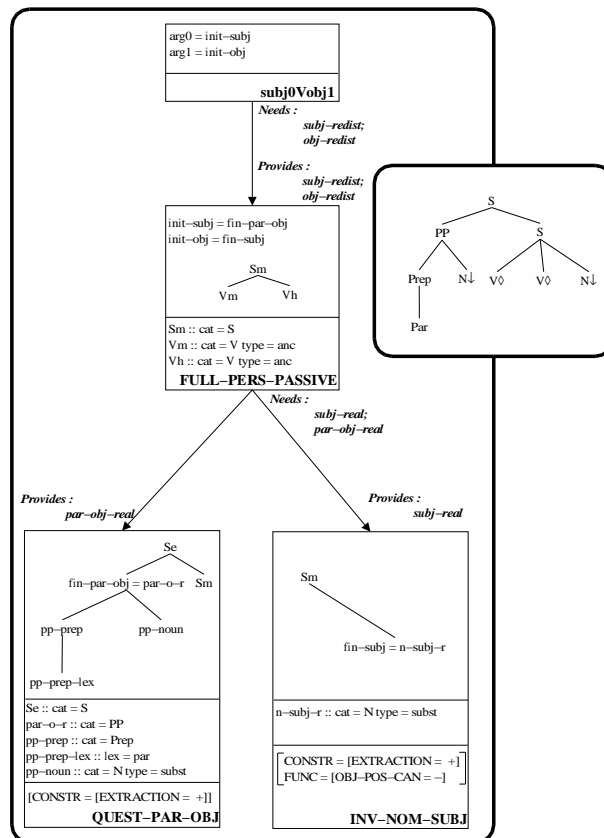 arg0 = init−subj
arg1 = init−obj
subj0Vobj1
Needs :
subj−redist;
obj−redist
Provides :
subj−redist;
obj−redist
init−subj = fin−par−obj
init−obj = fin−subj
Sm
Vm Vh
Sm :: cat = S
Vm :: cat = V type = anc
Vh :: cat = V type = anc
FULL−PERS−PASSIVE
S
PP S
Prep N↓ V◊ V◊ N↓
Par
Needs :
subj−real;
par−obj−real
Provides :
par−obj−real
Se
fin−par−obj = par−o−r Sm
pp−prep pp−noun
pp−prep−lex
Se :: cat = S
par−o−r :: cat = PP
pp−prep :: cat = Prep
pp−prep−lex :: lex = par
pp−noun :: cat = N type = subst
[CONSTR = [EXTRACTION = +]]
QUEST−PAR−OBJ
Provides :
subj−real
Sm
fin−subj = n−subj−r
n−subj−r :: cat = N type = subst
CONSTR = [EXTRACTION = +]
FUNC = [OBJ−POS−CAN = −]
INV−NOM−SUBJ